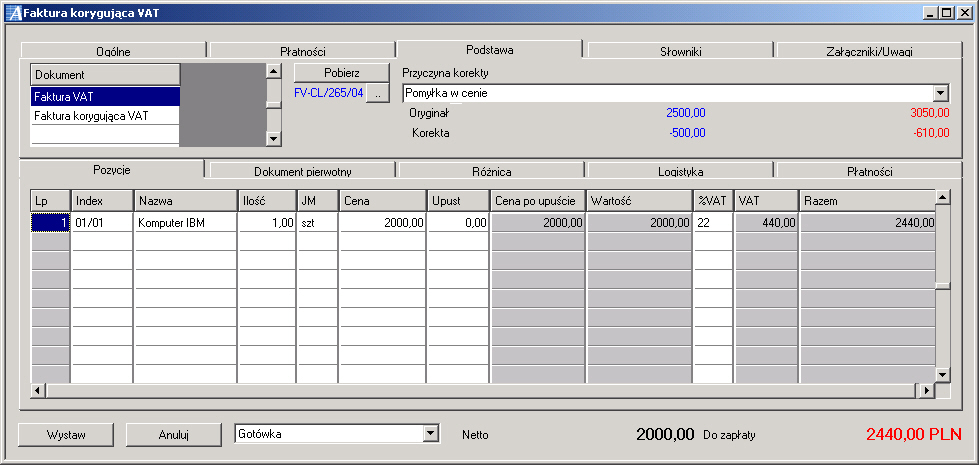 Faktura korygująca VAT
Ogólne Płatności Podstawa Słowniki Załączniki/Uwagi
Dokument
Faktura VAT
Faktura korygująca VAT
Pobierz
FV-CL/265/04 ..
Przyczyna korekty
Pomyłka w cenie
Oryginał 2500,00 3050,00
Korekta -500,00 -610,00
Pozycje Dokument pierwotny Różnica Logistyka Płatności
Lp Index Nazwa Ilość JM Cena Upust Cena po upuście Wartość %VAT VAT Razem
1 01/01 Komputer IBM 1,00 szt 2000,00 0,00 2000,00 2000,00 22 440,00 2440,00
Wystaw Anuluj Gotówka Netto 2000,00 Do zapłaty 2440,00 PLN